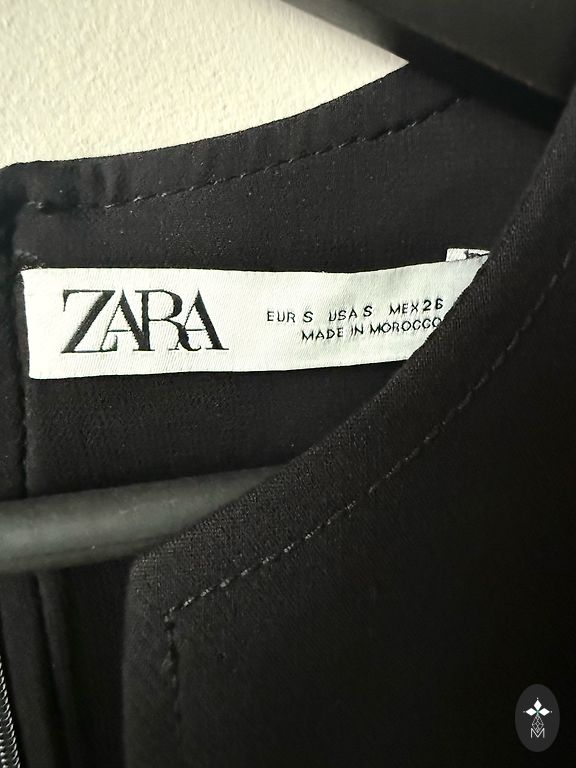 ZARA
EUR S USA S MEX 26
MADE IN MOROCCO
M